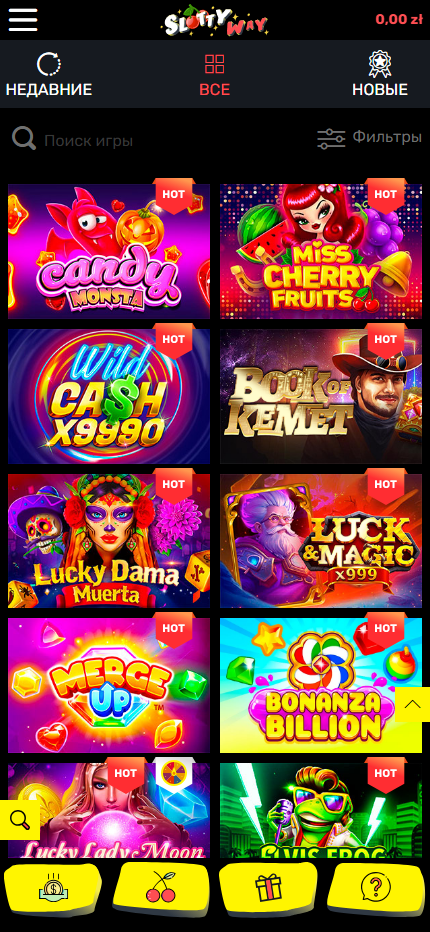 SLOTTY WAY
0,00 zł
НЕДАВНИЕ
ВСЕ
НОВЫЕ
Поиск игры
Фильтры
HOT
HOT
candy
MONSTA
MISS
CHERRY
FRUITS
HOT
HOT
Wild
CA$H
X9990
BOOK OF
KEMET
HOT
HOT
Lucky Dama
Muerta
LUCK
& MAGIC
x999
HOT
HOT
MERGE
UP™
BONANZA
BILLION
HOT
HOT
Lucky Lady's Moon
ELVIS FROG